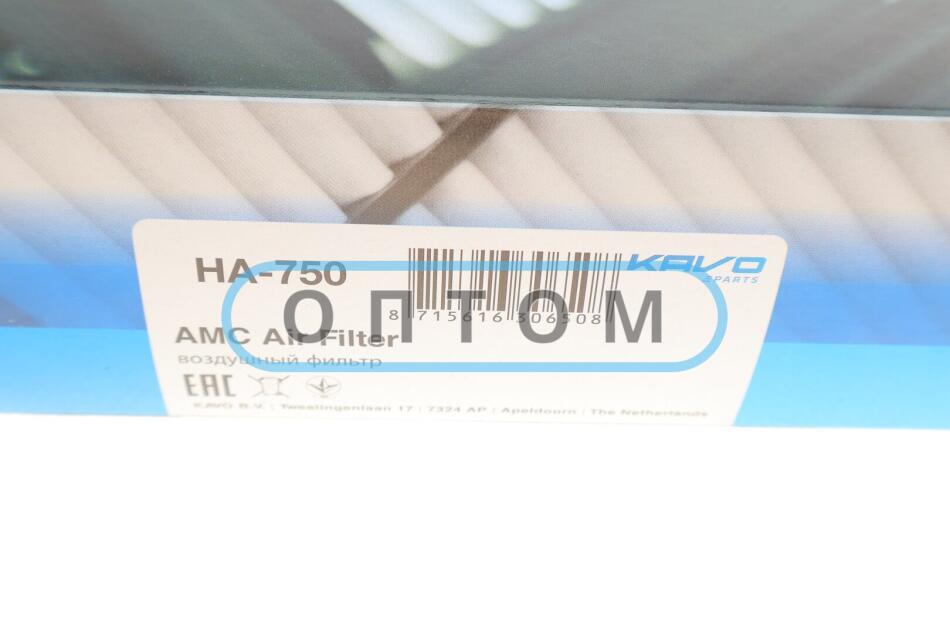 HA-750
KAVO
PARTS
8 715616 306508
ОПТОМ
AMC Air Filter
воздушный фильтр
EAC
KAVO B.V. | Tweelingenlaan 17 | 7324 AP | Apeldoorn | The Netherlands